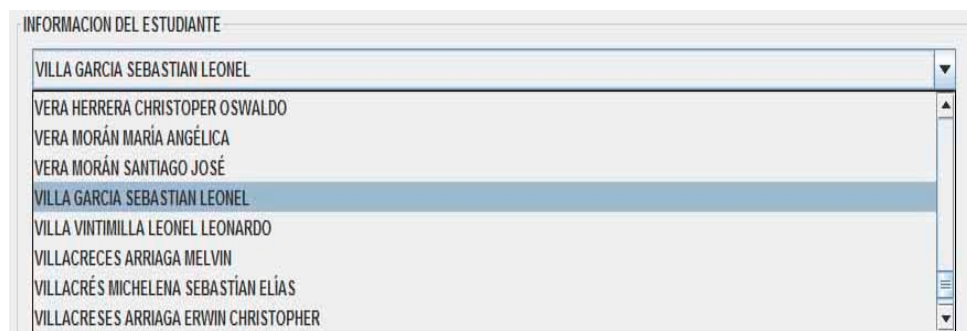 INFORMACION DEL ESTUDIANTE
VILLA GARCIA SEBASTIAN LEONEL
VERA HERRERA CHRISTOPER OSWALDO
VERA MORÁN MARÍA ANGÉLICA
VERA MORÁN SANTIAGO JOSÉ
VILLA GARCIA SEBASTIAN LEONEL
VILLA VINTIMILLA LEONEL LEONARDO
VILLACRECES ARRIAGA MELVIN
VILLACRÉS MICHELENA SEBASTÍAN ELÍAS
VILLACRESES ARRIAGA ERWIN CHRISTOPHER